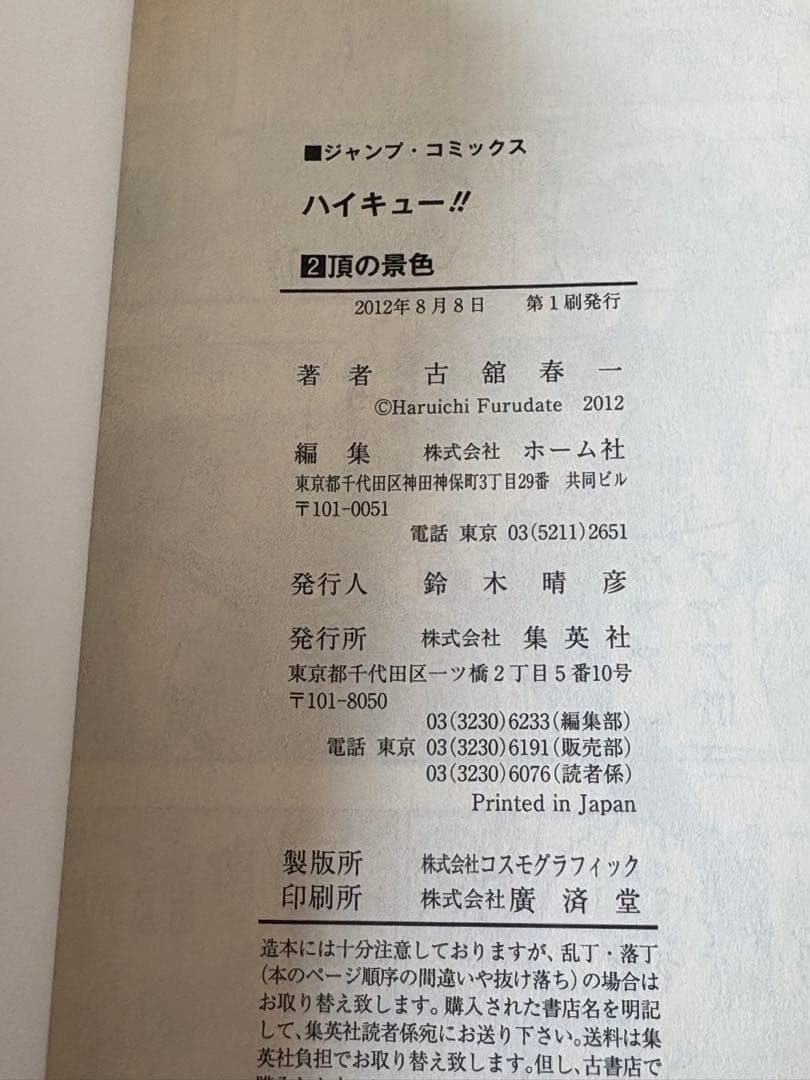 ■ジャンプ・コミックス
ハイキュー!!
2頂の景色
2012年8月8日 第1刷発行
著者 古舘春一
©Haruichi Furudate 2012
編集 株式会社 ホーム社
東京都千代田区神田神保町3丁目29番 共同ビル
〒101-0051
電話 東京 03(5211)2651
発行人 鈴木晴彦
発行所 株式会社 集英社
東京都千代田区一ツ橋2丁目5番10号
〒101-8050
03(3230)6233(編集部)
電話 東京 03(3230)6191(販売部)
03(3230)6076(読者係)
Printed in Japan
製版所 株式会社コスモグラフィック
印刷所 株式会社廣済堂
造本には十分注意しておりますが、乱丁・落丁
(本のページ順序の間違いや抜け落ち)の場合は
お取り替え致します。購入された書店名を明記
して、集英社読者係宛にお送り下さい。送料は集
英社負担でお取り替え致します。但し、古書店で